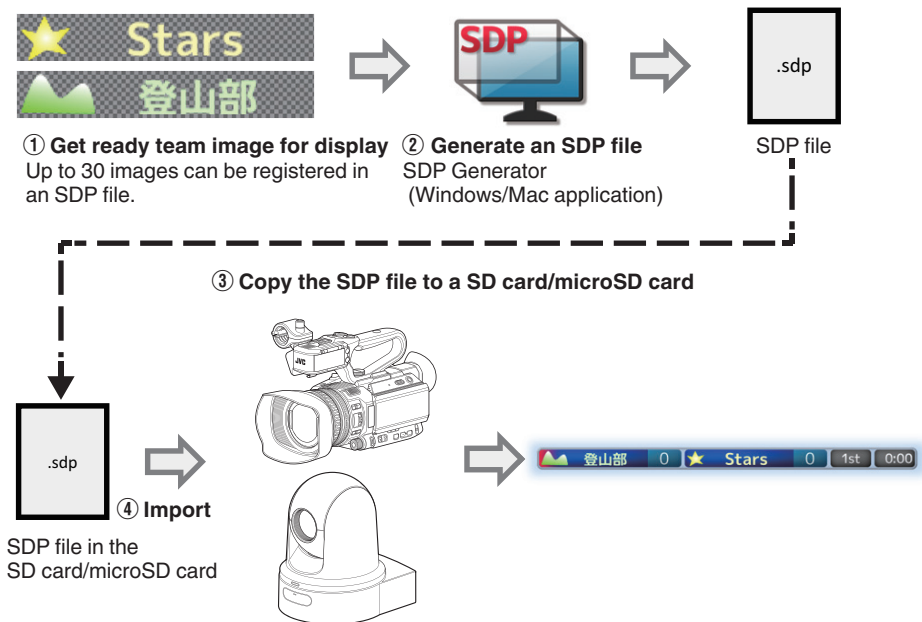 Stars
登山部
SDP
.sdp
① Get ready team image for display
Up to 30 images can be registered in
an SDP file.
② Generate an SDP file
SDP Generator
(Windows/Mac application)
SDP file
③ Copy the SDP file to a SD card/microSD card
JVC
.sdp
④ Import
SDP file in the
SD card/microSD card
登山部 0 Stars 0 1st 0:00